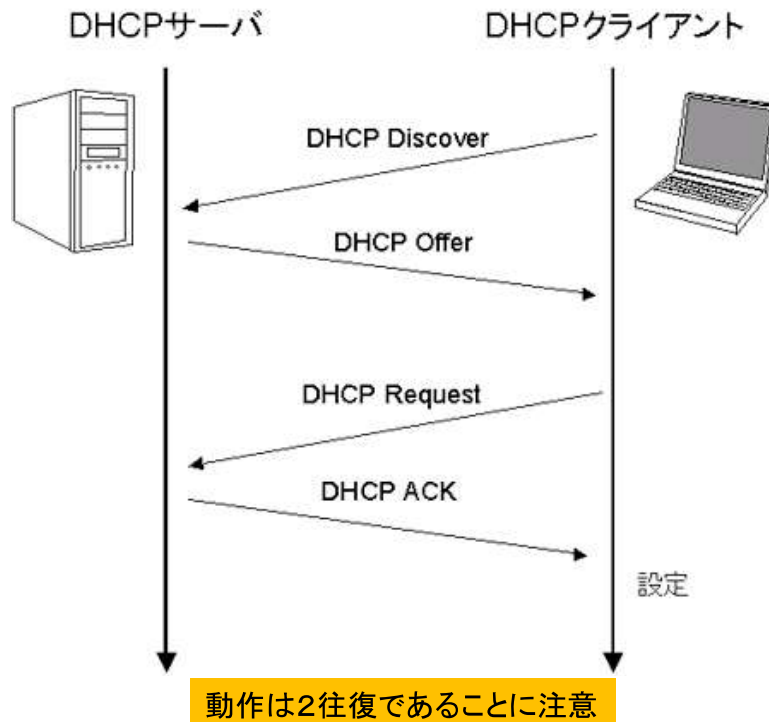 DHCPサーバ
DHCPクライアント
DHCP Discover
DHCP Offer
DHCP Request
DHCP ACK
設定
動作は2往復であることに注意